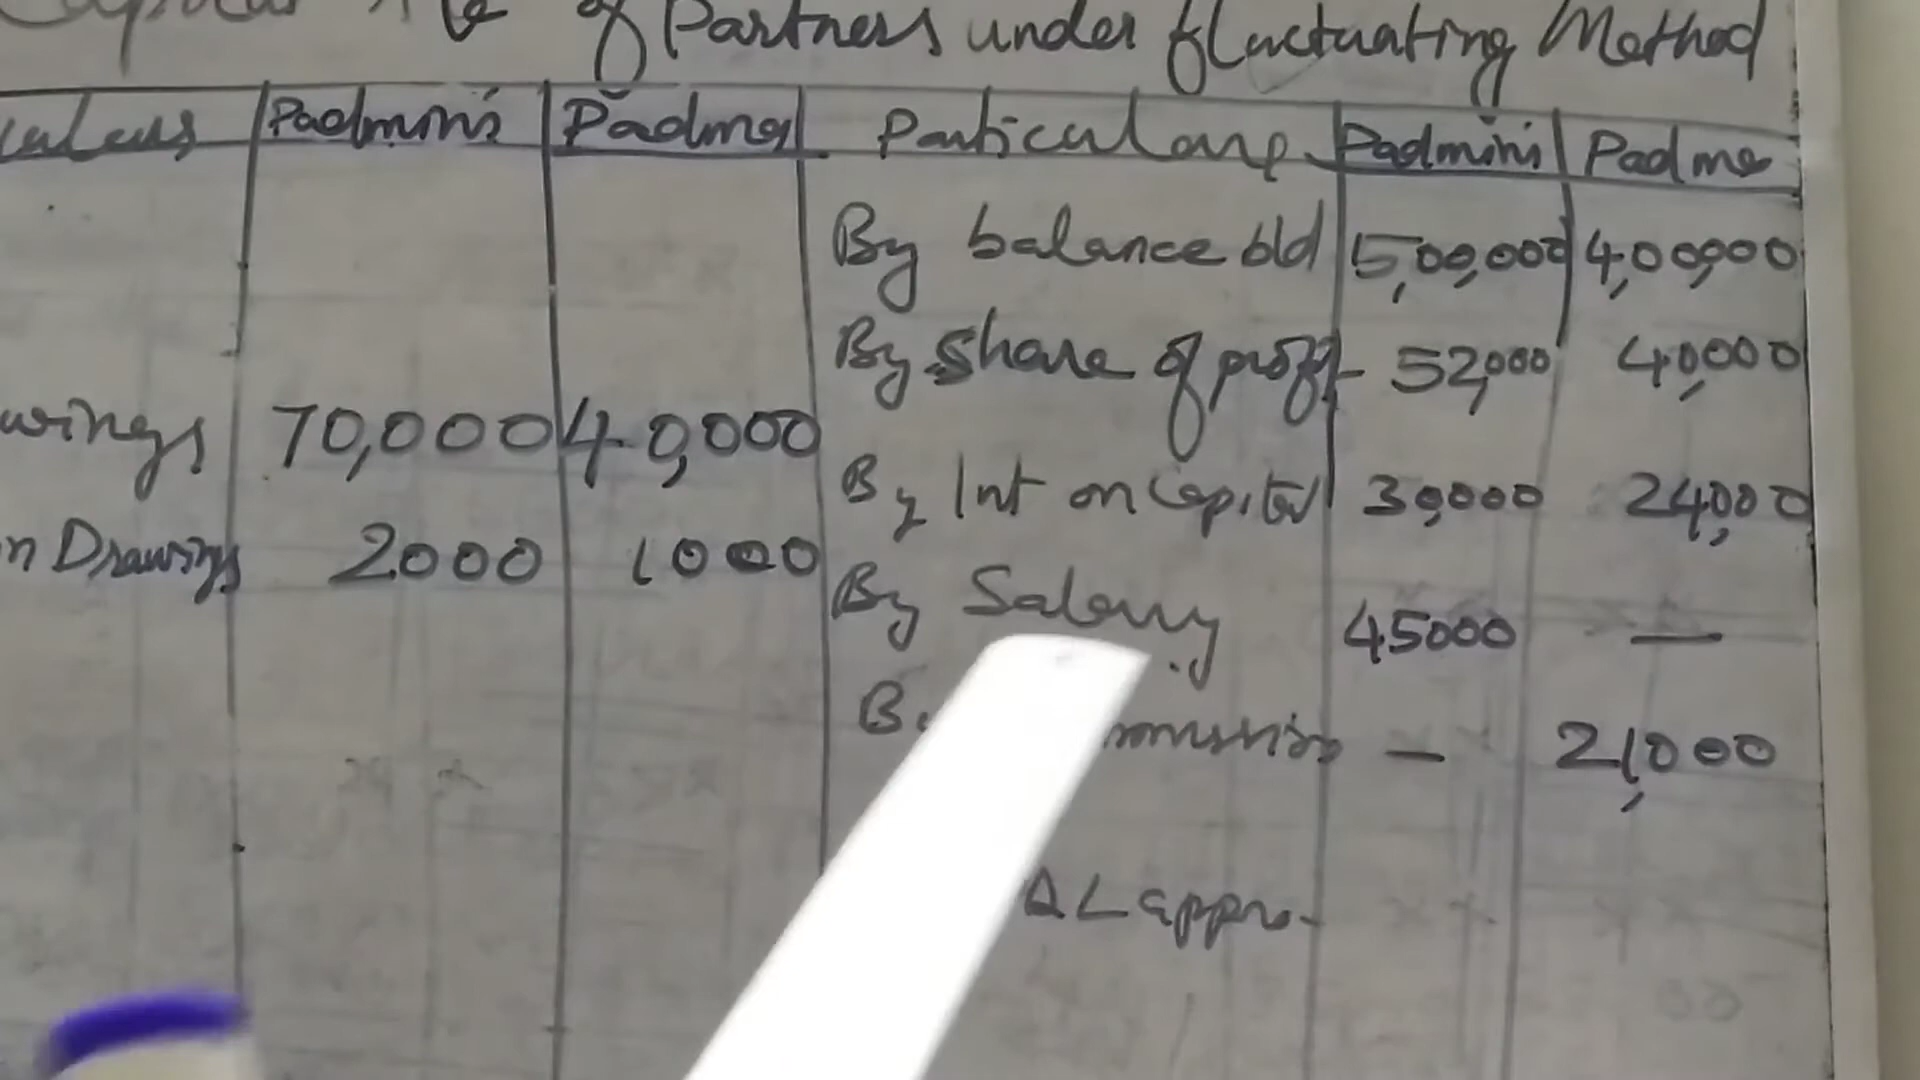 of Partners under fluctuating Method
Padmini Padma Particulars Padmini Padma
By balance b/d 5,00,000 4,00,000
By Share of profit 52,000 40,000
70,000 40,000
By Int on Capital 30,000 24,000
n Drawings 2000 1000
By Salary 45000 —
— 21,000
Appro-